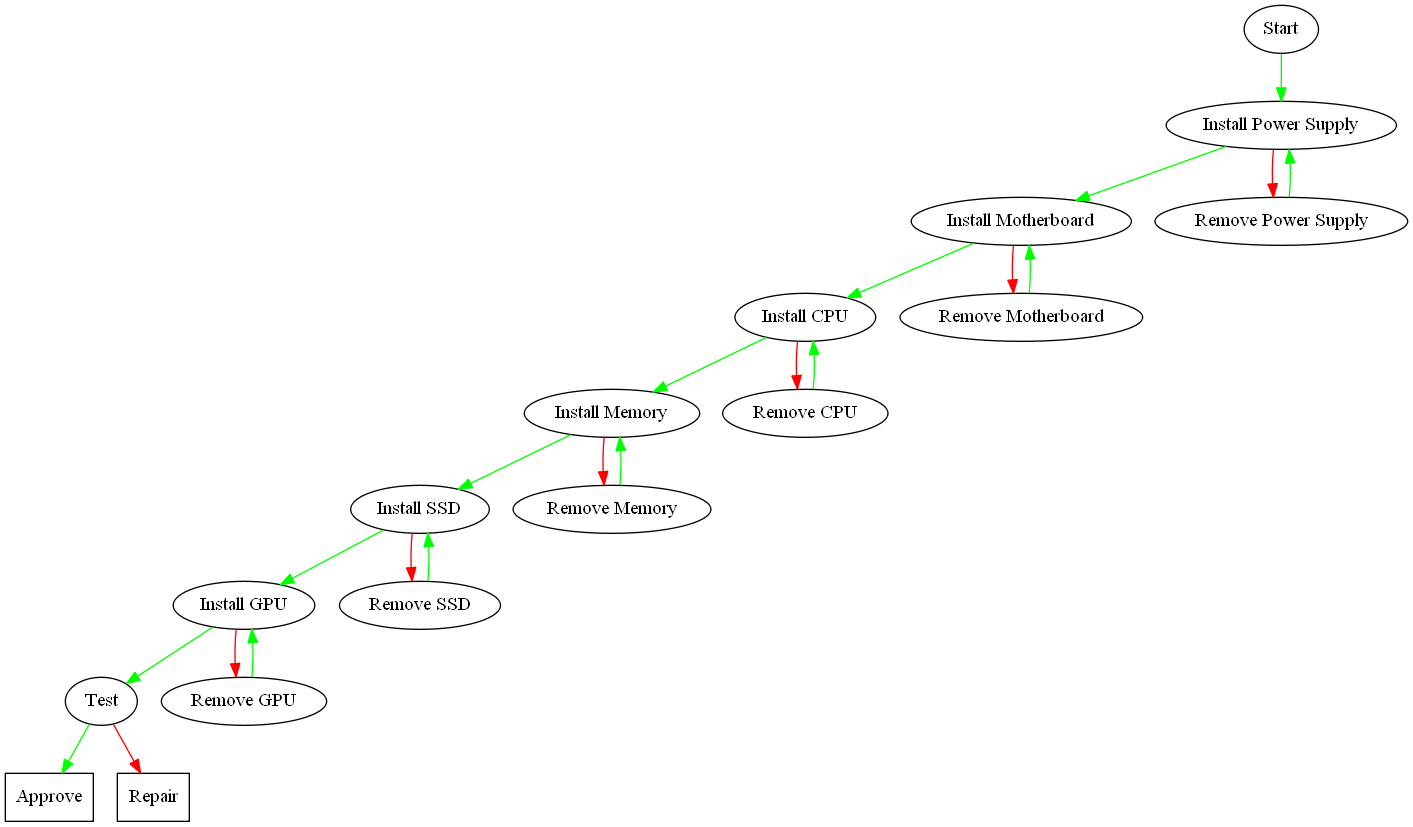 Start
Install Power Supply
Install Motherboard
Remove Power Supply
Install CPU
Remove Motherboard
Install Memory
Remove CPU
Install SSD
Remove Memory
Install GPU
Remove SSD
Test
Remove GPU
Approve
Repair